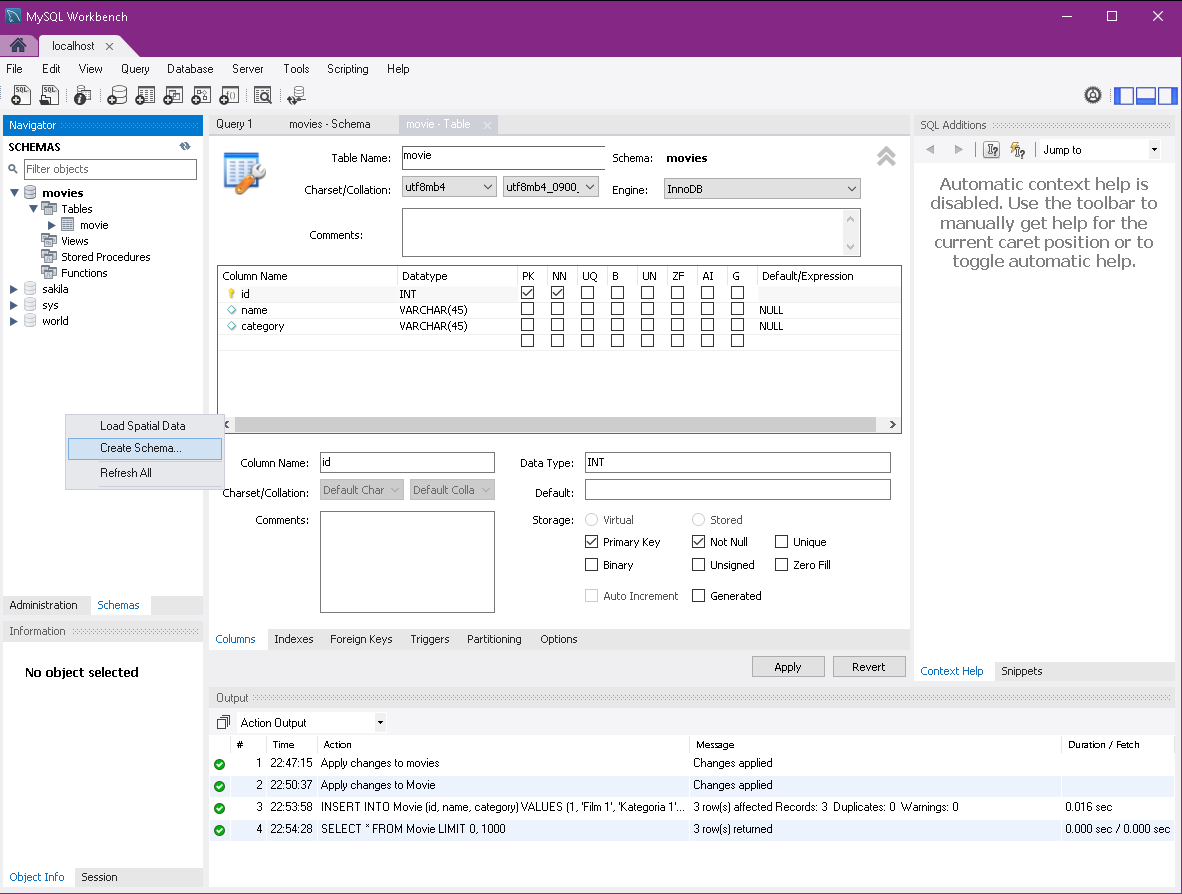 MySQL Workbench
localhost
File Edit View Query Database Server Tools Scripting Help
Navigator
SCHEMAS
Filter objects
movies
Tables
movie
Views
Stored Procedures
Functions
sakila
sys
world
Load Spatial Data
Create Schema...
Refresh All
Administration Schemas
Information
No object selected
Object Info Session
Query 1 movies - Schema movie - Table
Table Name: movie Schema: movies
Charset/Collation: utf8mb4 utf8mb4_0900_ Engine: InnoDB
Comments:
Column Name Datatype PK NN UQ B UN ZF AI G Default/Expression
id INT
name VARCHAR(45) NULL
category VARCHAR(45) NULL
Column Name: id Data Type: INT
Charset/Collation: Default Char Default Colla Default:
Comments: Storage: Virtual Stored
Primary Key Not Null Unique
Binary Unsigned Zero Fill
Auto Increment Generated
Columns Indexes Foreign Keys Triggers Partitioning Options
Apply Revert
SQL Additions
Jump to
Automatic context help is
disabled. Use the toolbar to
manually get help for the
current caret position or to
toggle automatic help.
Context Help Snippets
Output
Action Output
# Time Action Message Duration / Fetch
1 22:47:15 Apply changes to movies Changes applied
2 22:50:37 Apply changes to Movie Changes applied
3 22:53:58 INSERT INTO Movie (id, name, category) VALUES (1, 'Film 1', 'Kategoria 1'... 3 row(s) affected Records: 3 Duplicates: 0 Warnings: 0 0.016 sec
4 22:54:28 SELECT * FROM Movie LIMIT 0, 1000 3 row(s) returned 0.000 sec / 0.000 sec